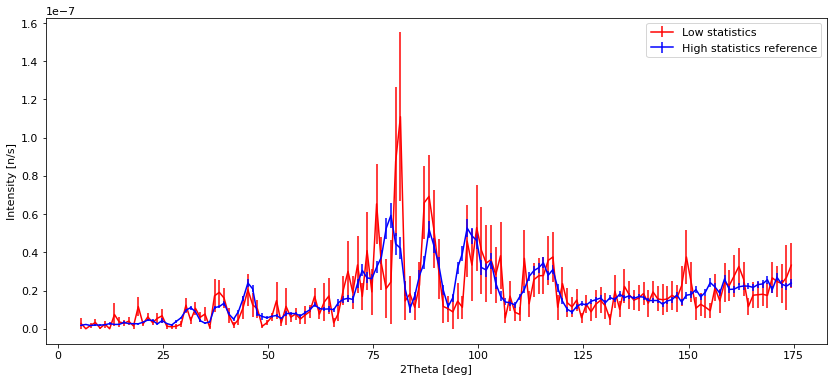 1e−7
1.6
1.4
1.2
1.0
0.8
0.6
0.4
0.2
0.0
Intensity [n/s]
0 25 50 75 100 125 150 175
2Theta [deg]
Low statistics
High statistics reference